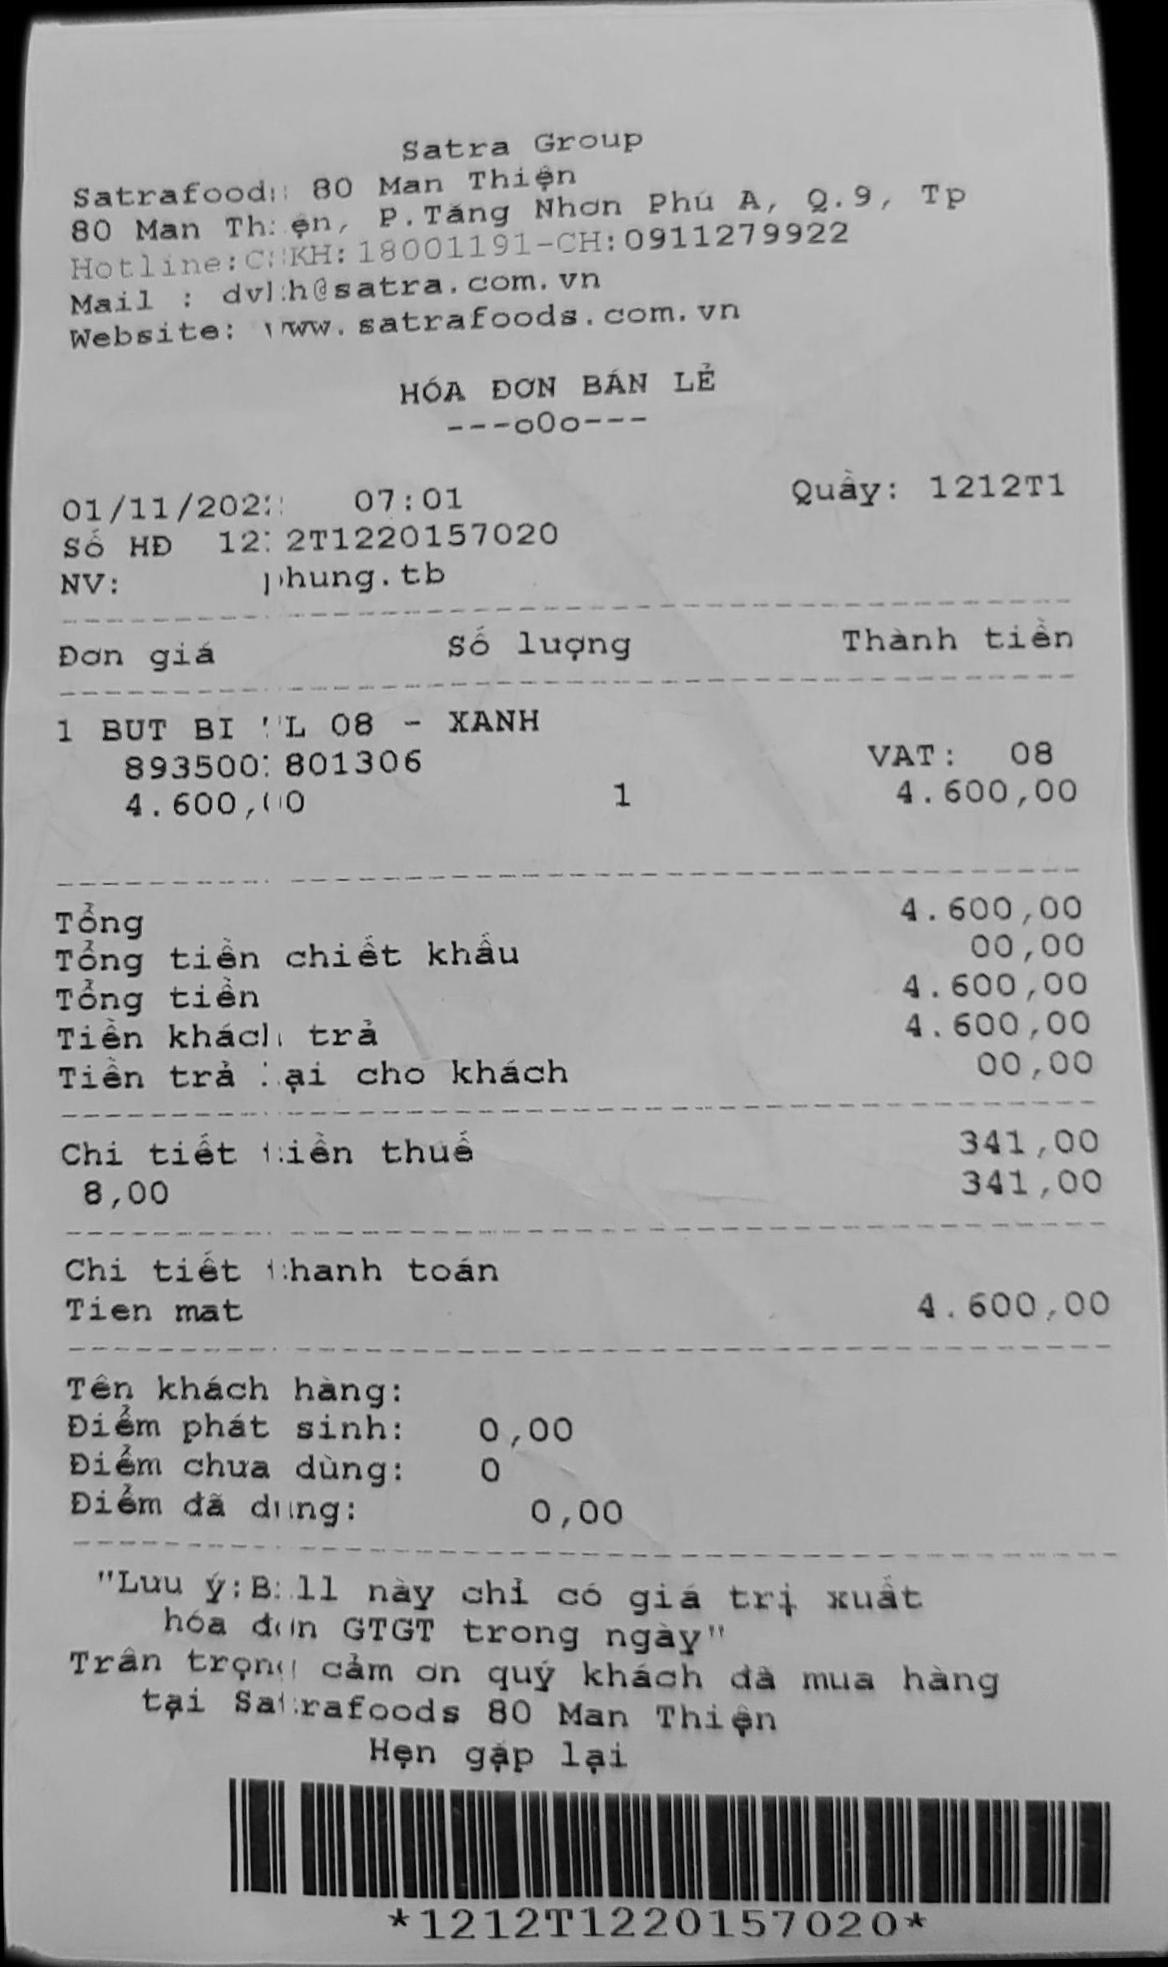 Satra Group
Satrafoods 80 Man Thiện
80 Man Thiện, P.Tăng Nhơn Phú A, Q.9, Tp
Hotline:CSKH:18001191-CH:0911279922
Mail : dvkh@satra.com.vn
Website: www.satrafoods.com.vn
HÓA ĐƠN BÁN LẺ
---o0o---
01/11/2022 07:01 Quầy: 1212T1
Số HĐ 1212T1220157020
NV: phung.tb
Đơn giá Số lượng Thành tiền
1 BUT BI TL 08 - XANH
8935001801306 VAT: 08
4.600,00 1 4.600,00
Tổng 4.600,00
Tổng tiền chiết khấu 00,00
Tổng tiền 4.600,00
Tiền khách trả 4.600,00
Tiền trả lại cho khách 00,00
Chi tiết tiền thuế 341,00
8,00 341,00
Chi tiết thanh toán
Tien mat 4.600,00
Tên khách hàng:
Điểm phát sinh: 0,00
Điểm chưa dùng: 0
Điểm đã dung: 0,00
"Lưu ý:Bill này chỉ có giá trị xuất
hóa đơn GTGT trong ngày"
Trân trọng cảm ơn quý khách đã mua hàng
tại Satrafoods 80 Man Thiện
Hẹn gặp lại
*1212T1220157020*